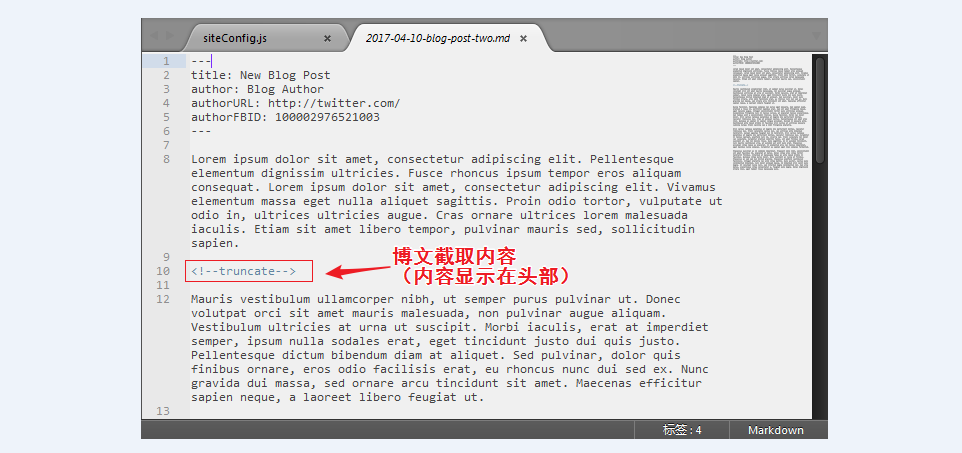 siteConfig.js ×
2017-04-10-blog-post-two.md ×
1 ---
2 title: New Blog Post
3 author: Blog Author
4 authorURL: http://twitter.com/
5 authorFBID: 100002976521003
6 ---
7
8 Lorem ipsum dolor sit amet, consectetur adipiscing elit. Pellentesque
elementum dignissim ultricies. Fusce rhoncus ipsum tempor eros aliquam
consequat. Lorem ipsum dolor sit amet, consectetur adipiscing elit. Vivamus
elementum massa eget nulla aliquet sagittis. Proin odio tortor, vulputate ut
odio in, ultrices ultricies augue. Cras ornare ultrices lorem malesuada
iaculis. Etiam sit amet libero tempor, pulvinar mauris sed, sollicitudin
sapien.
9
10 <!--truncate-->
博文截取内容
（内容显示在头部）
11
12 Mauris vestibulum ullamcorper nibh, ut semper purus pulvinar ut. Donec
volutpat orci sit amet mauris malesuada, non pulvinar augue aliquam.
Vestibulum ultricies at urna ut suscipit. Morbi iaculis, erat at imperdiet
semper, ipsum nulla sodales erat, eget tincidunt justo dui quis justo.
Pellentesque dictum bibendum diam at aliquet. Sed pulvinar, dolor quis
finibus ornare, eros odio facilisis erat, eu rhoncus nunc dui sed ex. Nunc
gravida dui massa, sed ornare arcu tincidunt sit amet. Maecenas efficitur
sapien neque, a laoreet libero feugiat ut.
13
标签: 4
Markdown